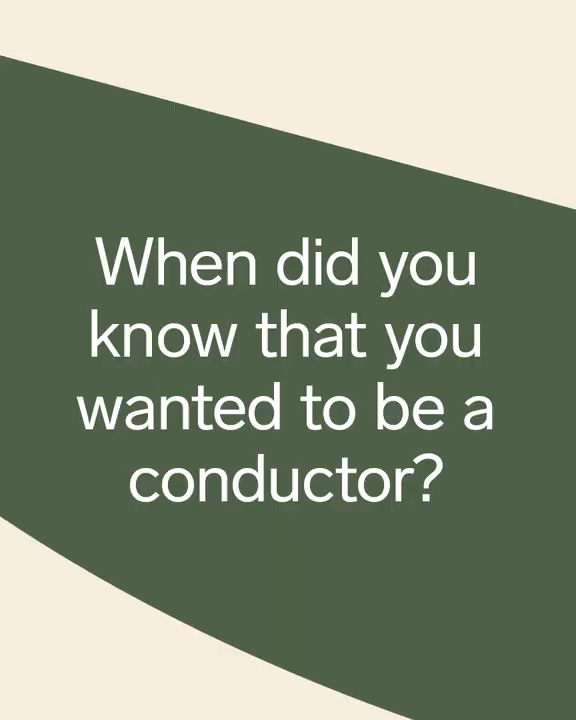 When did you
know that you
wanted to be a
conductor?